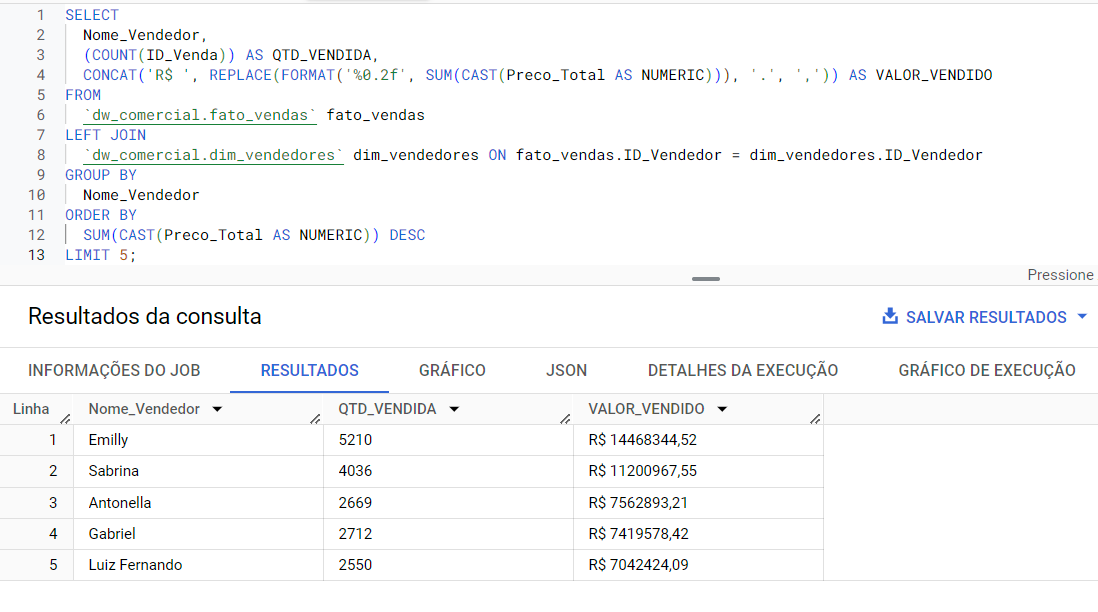 1 SELECT
2 Nome_Vendedor,
3 (COUNT(ID_Venda)) AS QTD_VENDIDA,
4 CONCAT('R$ ', REPLACE(FORMAT('%0.2f', SUM(CAST(Preco_Total AS NUMERIC))), '.', ',')) AS VALOR_VENDIDO
5 FROM
6 `dw_comercial.fato_vendas` fato_vendas
7 LEFT JOIN
8 `dw_comercial.dim_vendedores` dim_vendedores ON fato_vendas.ID_Vendedor = dim_vendedores.ID_Vendedor
9 GROUP BY
10 Nome_Vendedor
11 ORDER BY
12 SUM(CAST(Preco_Total AS NUMERIC)) DESC
13 LIMIT 5;
Pressione
Resultados da consulta
SALVAR RESULTADOS
INFORMAÇÕES DO JOB RESULTADOS GRÁFICO JSON DETALHES DA EXECUÇÃO GRÁFICO DE EXECUÇÃO
Linha Nome_Vendedor QTD_VENDIDA VALOR_VENDIDO
1 Emilly 5210 R$ 14468344,52
2 Sabrina 4036 R$ 11200967,55
3 Antonella 2669 R$ 7562893,21
4 Gabriel 2712 R$ 7419578,42
5 Luiz Fernando 2550 R$ 7042424,09